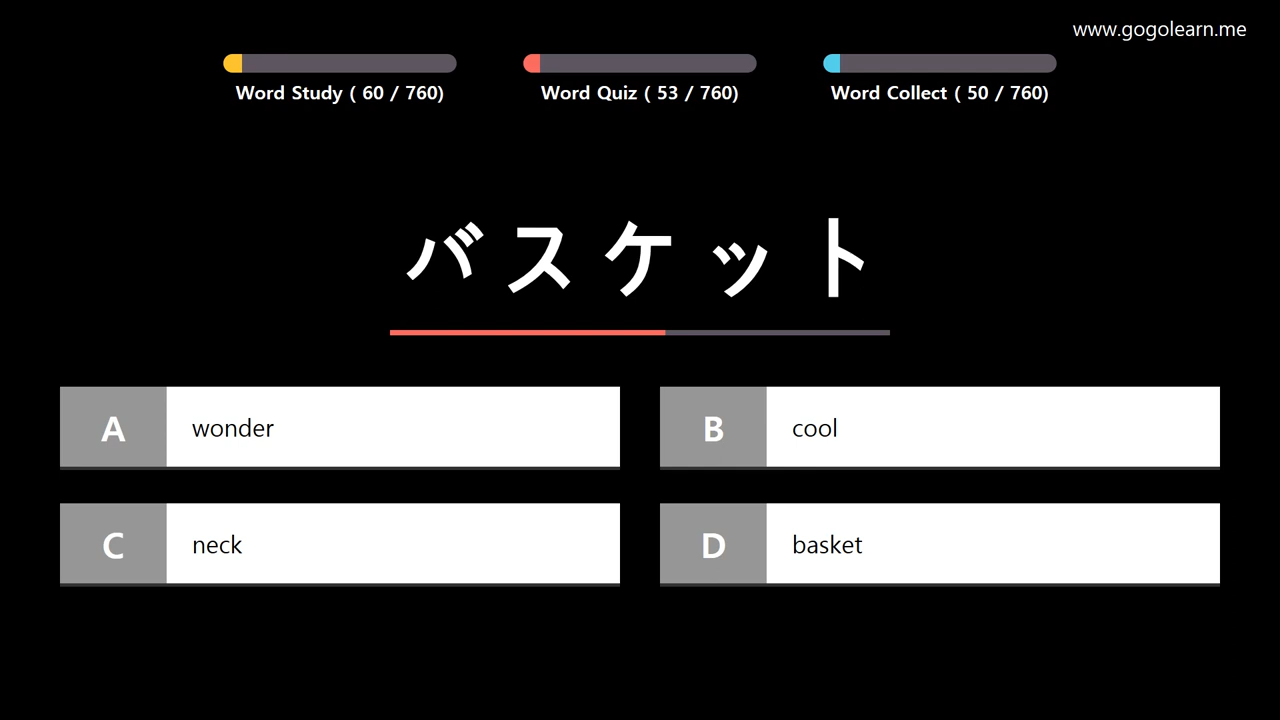 www.gogolearn.me
Word Study ( 60 / 760)
Word Quiz ( 53 / 760)
Word Collect ( 50 / 760)
バスケット
A wonder
B cool
C neck
D basket